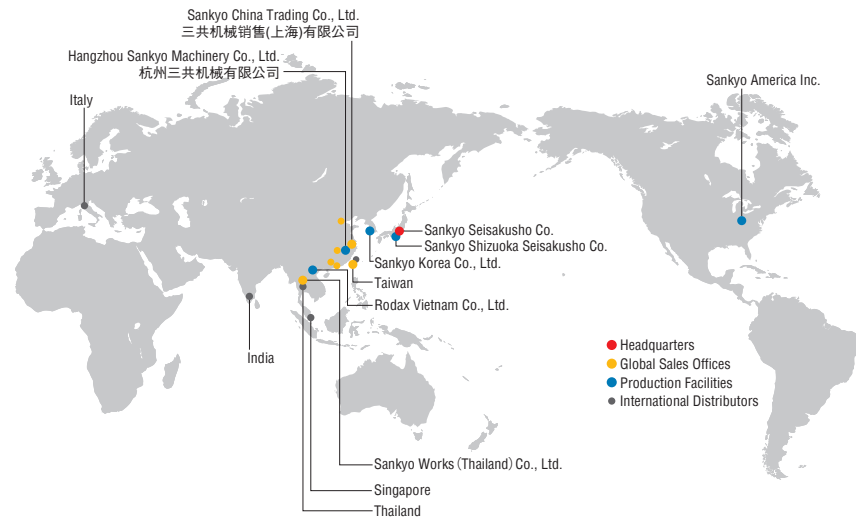 Sankyo China Trading Co., Ltd.
三共机械销售(上海)有限公司
Hangzhou Sankyo Machinery Co., Ltd.
杭州三共机械有限公司
Italy
Sankyo America Inc.
Sankyo Seisakusho Co.
Sankyo Shizuoka Seisakusho Co.
Sankyo Korea Co., Ltd.
Taiwan
Rodax Vietnam Co., Ltd.
India
Headquarters
Global Sales Offices
Production Facilities
International Distributors
Sankyo Works (Thailand) Co., Ltd.
Singapore
Thailand